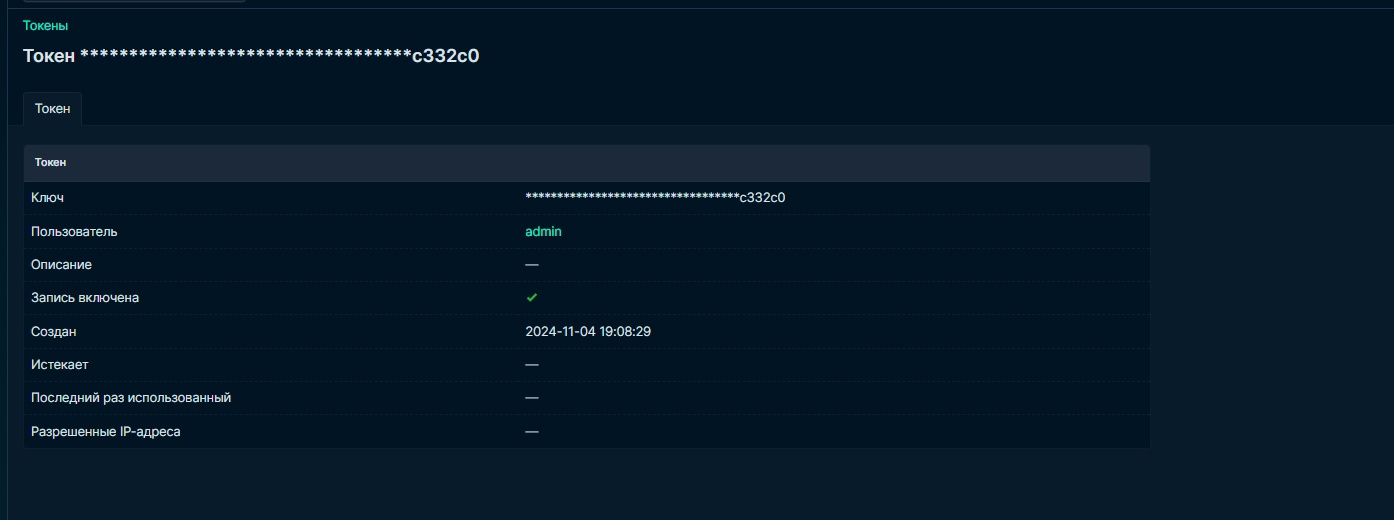 Токены
Токен **********************************c332c0
Токен
Токен
Ключ **********************************c332c0
Пользователь admin
Описание —
Запись включена ✔
Создан 2024-11-04 19:08:29
Истекает —
Последний раз использованный —
Разрешенные IP-адреса —